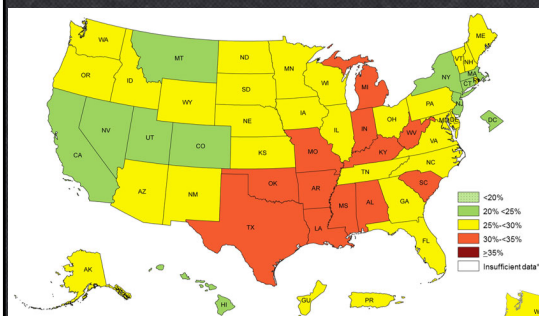 WA
MT
ND
MN
ME
OR
ID
SD
WI
MI
VT
NH
NY
MA
CT
WY
NE
IA
PA
NJ
NV
UT
CO
KS
IL
IN
OH
WV
VA
DE
DC
CA
MO
KY
NC
AZ
NM
OK
AR
TN
SC
TX
LA
MS
AL
GA
FL
AK
HI
GU
PR
<20%
20% <25%
25%-<30%
30%-<35%
≥35%
Insufficient data*